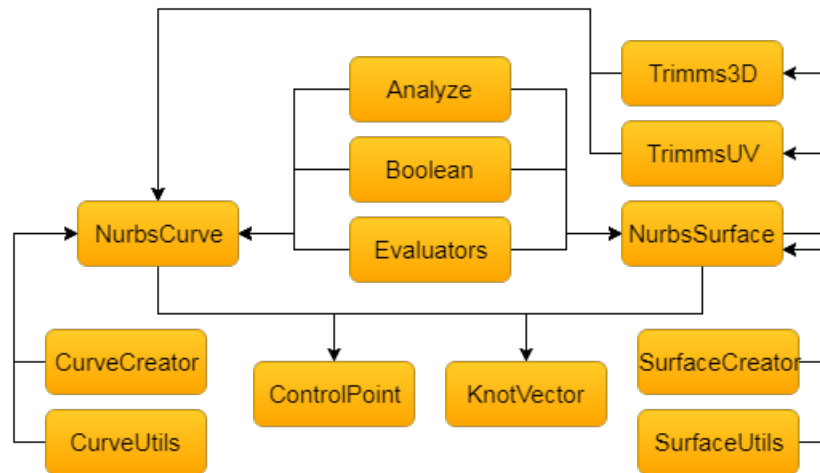 Trimms3D
Analyze
TrimmsUV
Boolean
NurbsCurve
Evaluators
NurbsSurface
CurveCreator
ControlPoint
KnotVector
SurfaceCreator
CurveUtils
SurfaceUtils